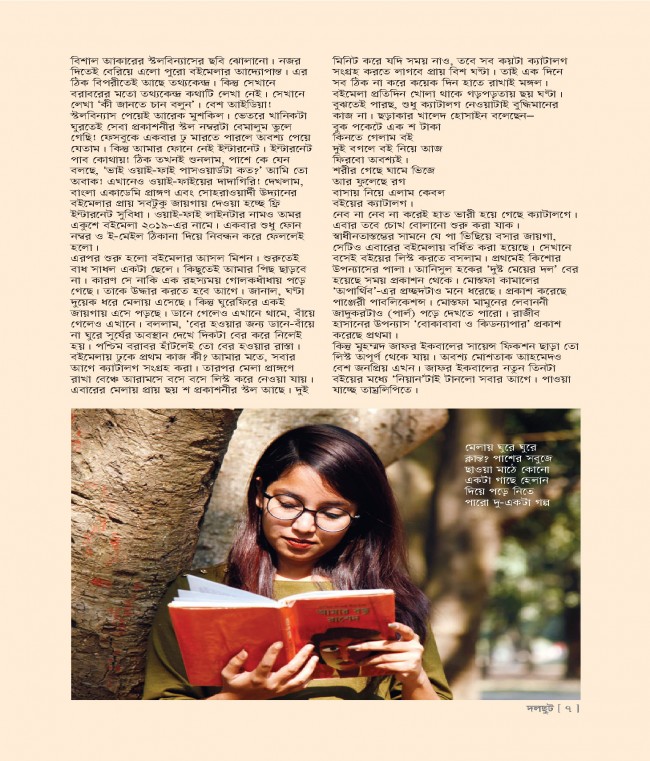 বিশাল আকারের স্টলবিন্যাসের ছবি ঝোলানো। নজর
দিতেই বেরিয়ে এলো পুরো বইমেলার আদ্যোপান্ত। এর
ঠিক বিপরীতেই আছে তথ্যকেন্দ্র। কিন্তু সেখানে
বরাবরের মতো তথ্যকেন্দ্র কথাটি লেখা নেই। সেখানে
লেখা ‘কী জানতে চান বলুন’। বেশ আইডিয়া!
স্টলবিন্যাস পেয়েই আরেক মুশকিল। ভেতরে খানিকটা
ঘুরতেই সেবা প্রকাশনীর স্টল নম্বরটা বেমালুম ভুলে
গেছি! ফেসবুকে একবার ঢু মারতে পারলে অবশ্য পেয়ে
যেতাম। কিন্তু আমার ফোনে নেই ইন্টারনেট। ইন্টারনেট
পাব কোথায়! ঠিক তখনই শুনলাম, পাশে কে যেন
বলছে, ‘ভাই ওয়াই-ফাই পাসওয়ার্ডটা কত?’ আমি তো
অবাক! এখানেও ওয়াই-ফাইয়ের দাদাগিরি! দেখলাম,
বাংলা একাডেমি প্রাঙ্গণ এবং সোহরাওয়ার্দী উদ্যানের
বইমেলার প্রায় সবটুকু জায়গায় দেওয়া হচ্ছে ফ্রি
ইন্টারনেট সুবিধা। ওয়াই-ফাই লাইনটার নামও অমর
একুশে বইমেলা ২০১৯-এর নামে। একবার শুধু ফোন
নম্বর ও ই-মেইল ঠিকানা দিয়ে নিবন্ধন করে ফেললেই
হলো।
এরপর শুরু হলো বইমেলার আসল মিশন। শুরুতেই
বাধ সাধল একটা ছেলে। কিছুতেই আমার পিছু ছাড়বে
না। কারণ সে নাকি এক রহস্যময় গোলকধাঁধায় পড়ে
গেছে। তাকে উদ্ধার করতে হবে আগে। জানাল, ঘন্টা
দুয়েক ধরে মেলায় এসেছে। কিন্তু ঘুরেফিরে একই
জায়গায় এসে পড়ছে। ডানে গেলেও এখানে থামে, বাঁয়ে
গেলেও এখানে। বললাম, ‘বের হওয়ার জন্য ডানে-বাঁয়ে
না ঘুরে সূর্যের অবস্থান দেখে দিকটা বের করে নিলেই
হয়। পশ্চিম বরাবর হাঁটলেই তো বের হওয়ার রাস্তা।
বইমেলায় ঢুকে প্রথম কাজ কী? আমার মতে, সবার
আগে ক্যাটালগ সংগ্রহ করা। তারপর মেলা প্রাঙ্গণে
রাখা বেঞ্চে আরামসে বসে বসে লিস্ট করে নেওয়া যায়।
এবারের মেলায় প্রায় ছয় শ প্রকাশনীর স্টল আছে। দুই
মিনিট করে যদি সময় নাও, তবে সব কয়টা ক্যাটালগ
সংগ্রহ করতে লাগবে প্রায় বিশ ঘন্টা। তাই এক দিনে
সব ঠিক না করে কয়েক দিন হাতে রাখাই মঙ্গল।
বইমেলা প্রতিদিন খোলা থাকে গড়পড়তায় ছয় ঘন্টা।
বুঝতেই পারছ, শুধু ক্যাটালগ নেওয়াটাই বুদ্ধিমানের
কাজ না। ছড়াকার খালেদ হোসাইন বলেছেন—
বুক পকেটে এক শ টাকা
কিনতে গেলাম বই
দুই বগলে বই নিয়ে আজ
ফিরবো অবশ্যই।
শরীর গেছে ঘামে ভিজে
আর ফুলেছে রগ
বাসায় নিয়ে এলাম কেবল
বইয়ের ক্যাটালগ।
নেব না নেব না করেই হাত ভারী হয়ে গেছে ক্যাটালগে।
এবার তবে চোখ বোলানো শুরু করা যাক।
স্বাধীনতাস্তম্ভের সামনে যে পা ভিছিয়ে বসার জায়গা,
সেটিও এবারের বইমেলায় বর্ধিত করা হয়েছে। সেখানে
বসেই বইয়ের লিস্ট করতে বসলাম। প্রথমেই কিশোর
উপন্যাসের পালা। আনিসুল হকের ‘দুষ্ট মেয়ের দল’ বের
হয়েছে সময় প্রকাশন থেকে। মোস্তফা কামালের
‘অপার্থিব’-এর প্রচ্ছদটাও মনে ধরেছে। প্রকাশ করেছে
পাঞ্জেরী পাবলিকেশন্স। মোস্তফা মামুনের লেবাননী
জাদুকরটাও (পার্ল) পড়ে দেখতে পারো। রাজীব
হাসানের উপন্যাস ‘বোকাবাবা ও কিডন্যাপার’ প্রকাশ
করেছে প্রথমা।
কিন্তু মুহম্মদ জাফর ইকবালের সায়েন্স ফিকশন ছাড়া তো
লিস্ট অপূর্ণ থেকে যায়। অবশ্য মোশতাক আহমেদও
বেশ জনপ্রিয় এখন। জাফর ইকবালের নতুন তিনটা
বইয়ের মধ্যে ‘নিয়ান’টাই টানলো সবার আগে। পাওয়া
যাচ্ছে তাম্রলিপিতে।
মেলায় ঘুরে ঘুরে
ক্লান্ত? পাশের সবুজে
ছাওয়া মাঠে কোনো
একটা গাছে হেলান
দিয়ে পড়ে নিতে
পারো দু-একটা গল্প
আমার বন্ধু
রাশেদ
দলছুট | ৭ |